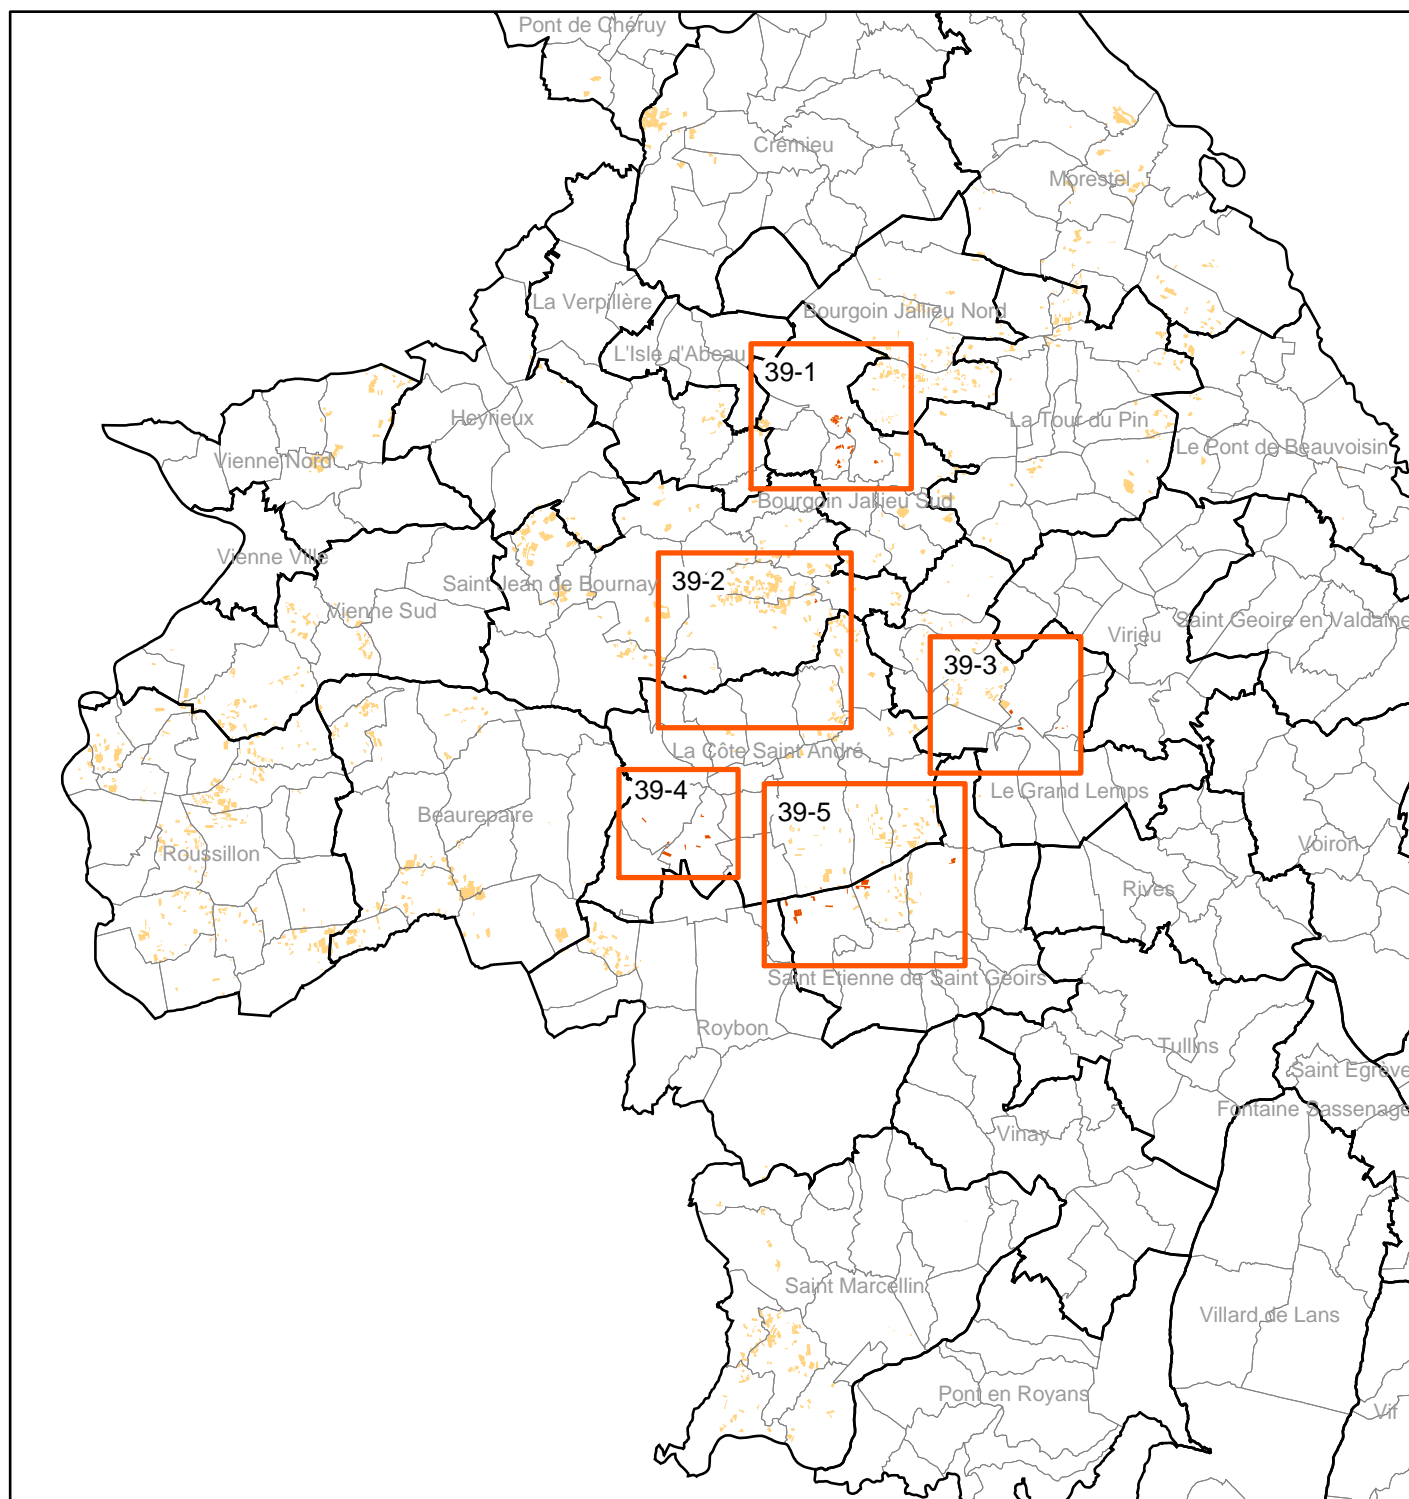 Pont de Chéruy
Crémieu
Morestel
La Verpillère
Bourgoin Jallieu Nord
L'Isle d'Abeau
39-1
Heyrieux
La Tour du Pin
Le Pont de Beauvoisin
Vienne Nord
Bourgoin Jallieu Sud
Vienne Ville
Saint Jean de Bournay
39-2
Vienne Sud
Virieu
Saint Geoire en Valdaine
39-3
La Côte Saint André
39-4
Le Grand Lemps
39-5
Beaurepaire
Voiron
Roussillon
Rives
Saint Etienne de Saint Geoirs
Roybon
Tullins
Saint Egrève
Fontaine Sassenage
Vinay
Saint Marcellin
Villard de Lans
Pont en Royans
Vif